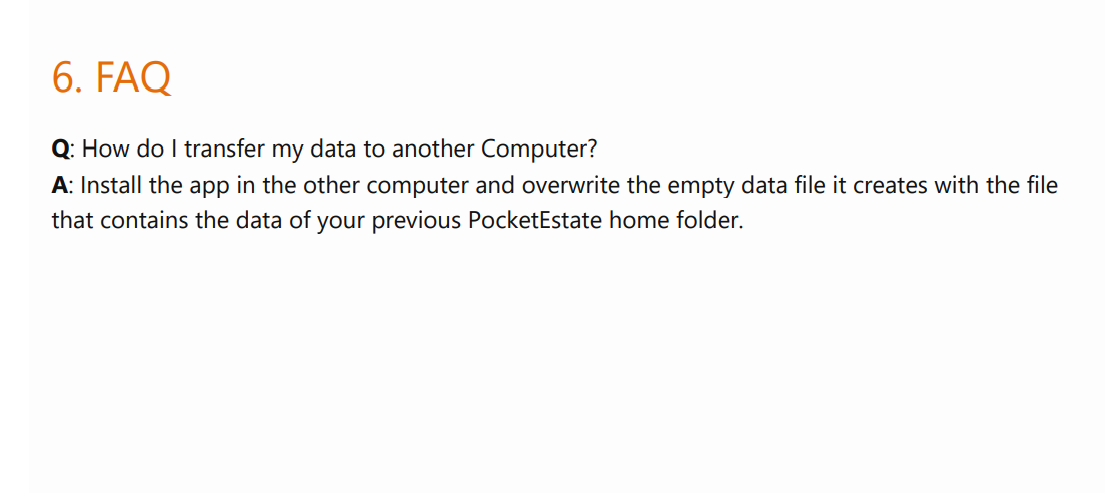 6. FAQ
Q: How do I transfer my data to another Computer?
A: Install the app in the other computer and overwrite the empty data file it creates with the file
that contains the data of your previous PocketEstate home folder.